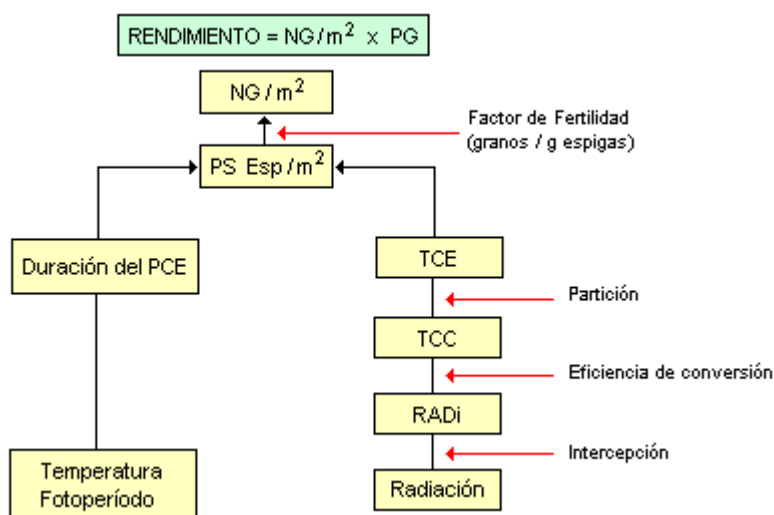 RENDIMIENTO = NG/m² x PG
NG/m²
Factor de Fertilidad
(granos / g espigas)
PS Esp/m²
Duración del PCE
TCE
Partición
TCC
Eficiencia de conversión
RADi
Intercepción
Temperatura
Fotoperíodo
Radiación